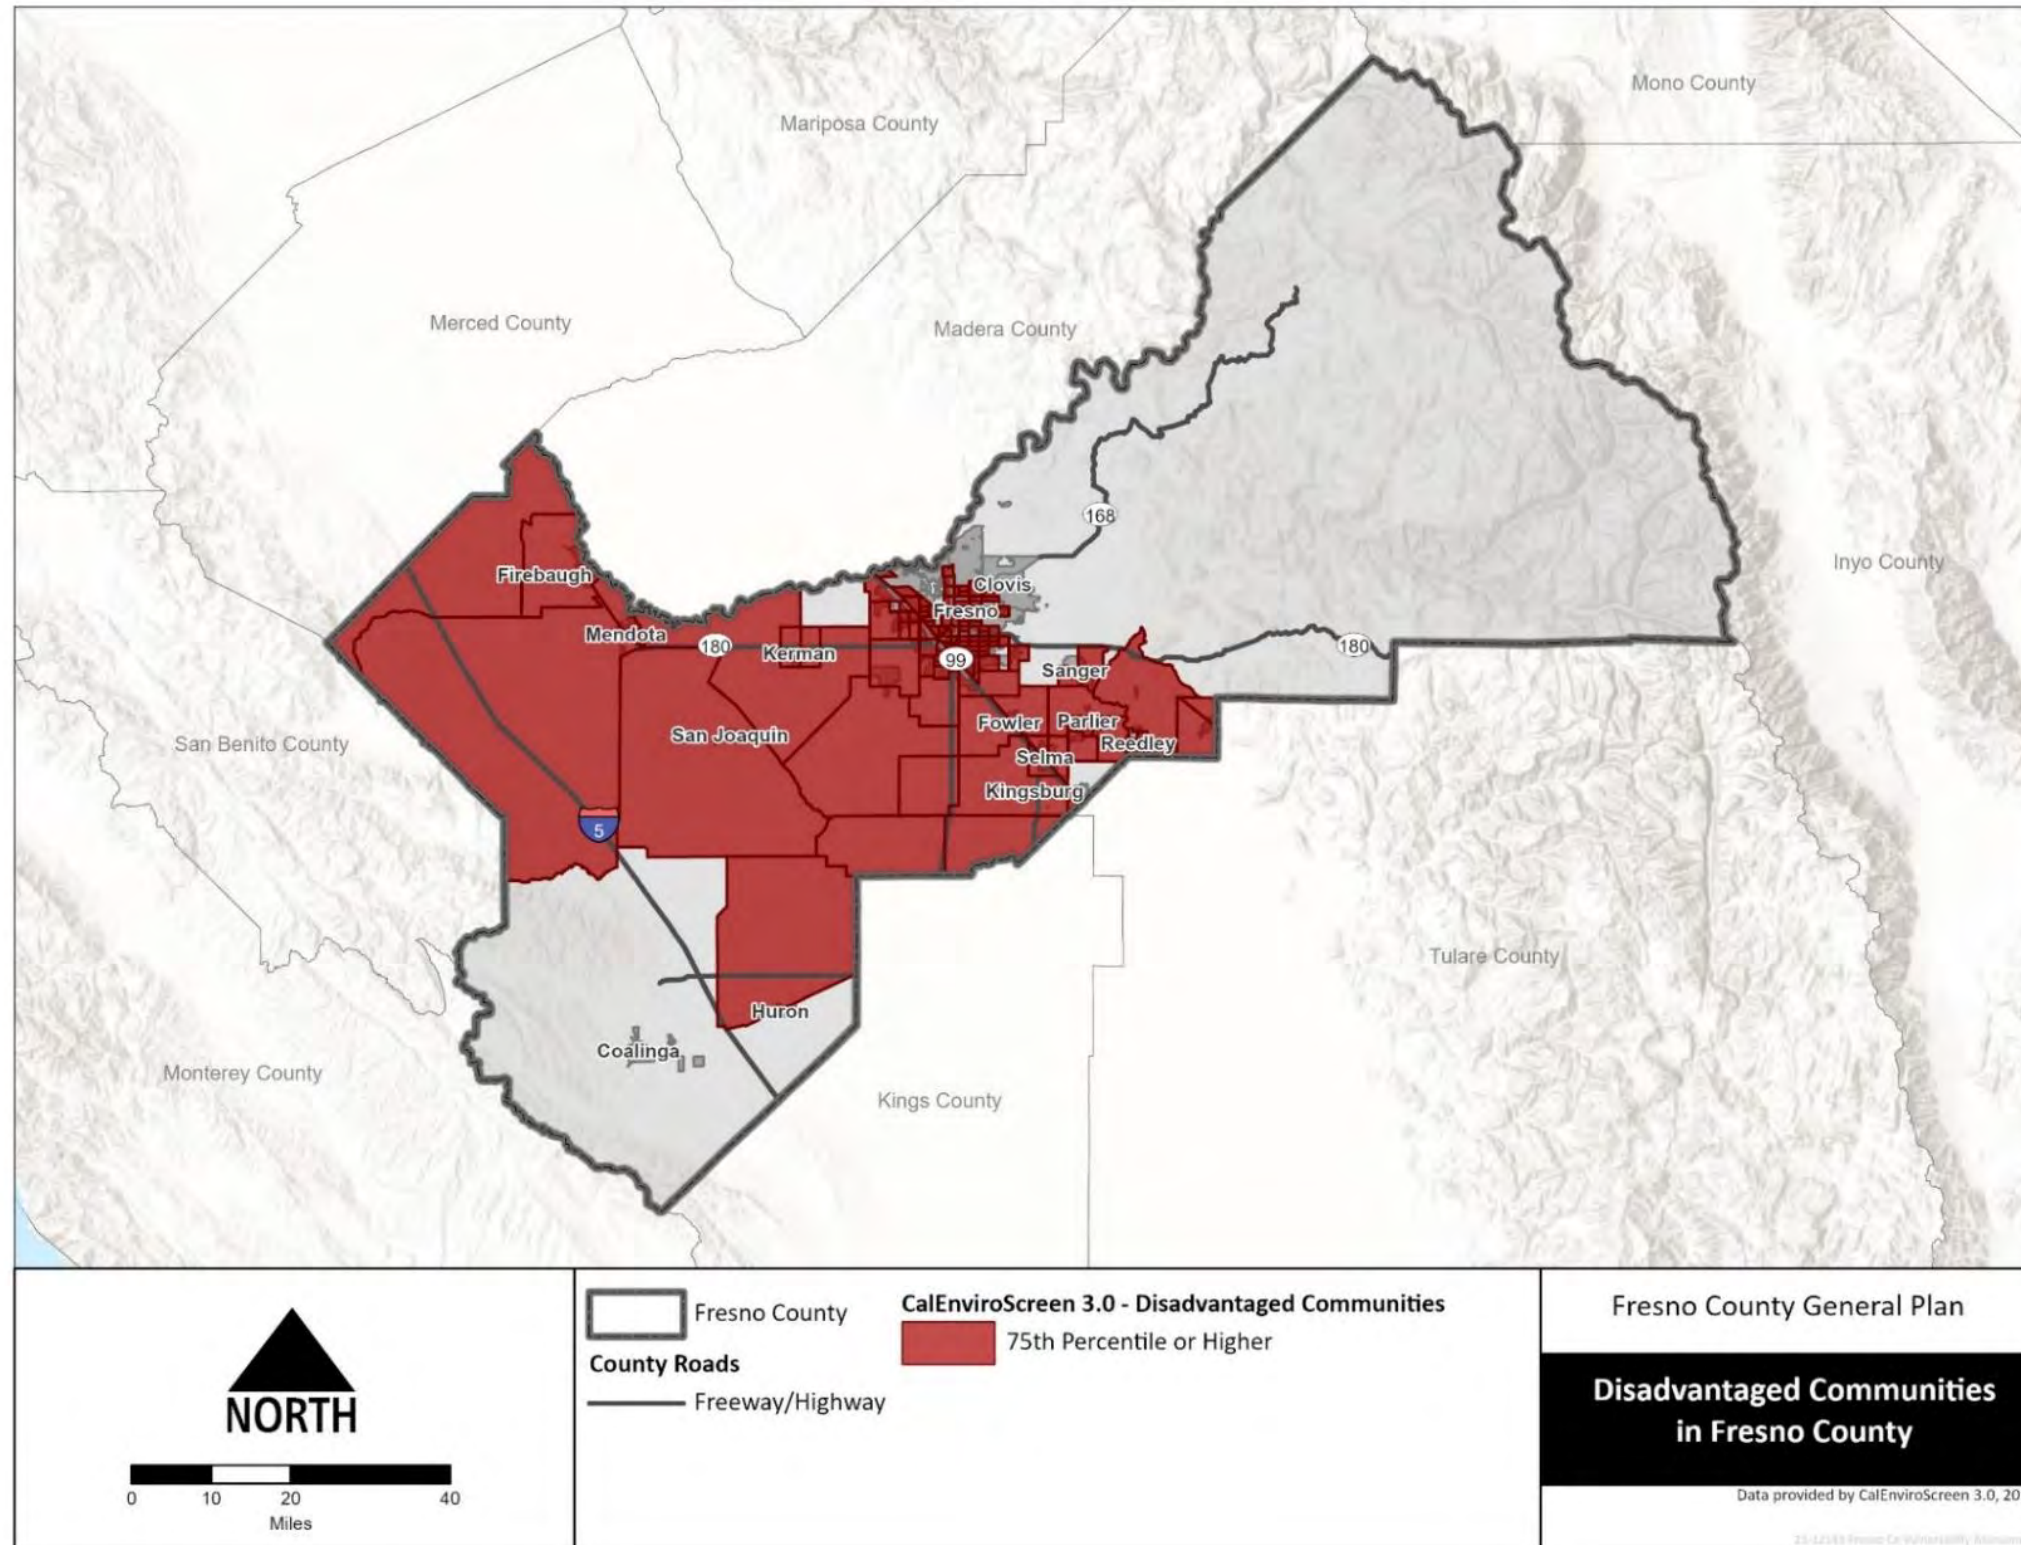 Mono County
Mariposa County
Merced County
Madera County
168
Inyo County
Firebaugh
Clovis
Fresno
Mendota
180
Kerman
99
180
Sanger
San Joaquin
San Benito County
Fowler
Parlier
Reedley
Selma
Kingsburg
5
Tulare County
Huron
Coalinga
Monterey County
Kings County
NORTH
0 10 20 40
Miles
Fresno County
County Roads
Freeway/Highway
CalEnviroScreen 3.0 - Disadvantaged Communities
75th Percentile or Higher
Fresno County General Plan
Disadvantaged Communities
in Fresno County
Data provided by CalEnviroScreen 3.0, 20